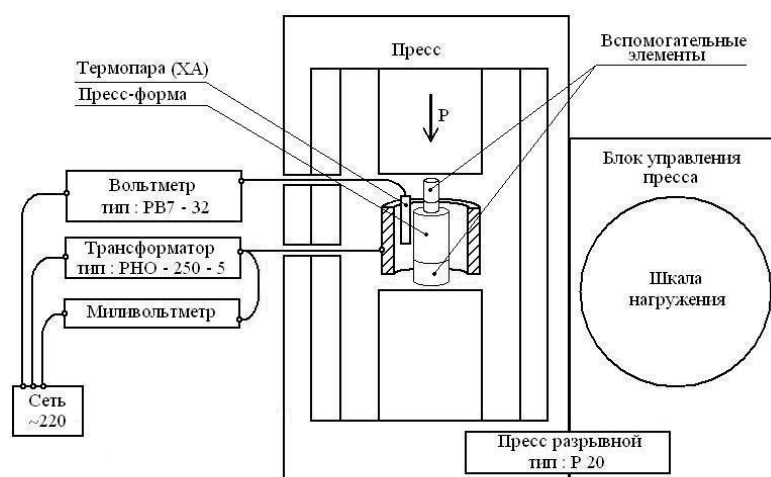 Пресс
Вспомогательные
элементы
Термопара (ХА)
Пресс-форма
P
Вольтметр
тип : РВ7 - 32
Трансформатор
тип : РНО - 250 - 5
Миливольтметр
Сеть
~220
Блок управления
пресса
Шкала
нагружения
Пресс разрывной
тип : Р 20